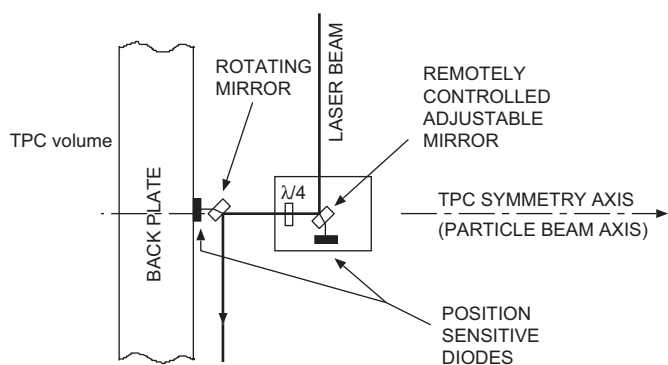 ROTATING
MIRROR
LASER BEAM
REMOTELY
CONTROLLED
ADJUSTABLE
MIRROR
TPC volume
BACK PLATE
λ/4
TPC SYMMETRY AXIS
(PARTICLE BEAM AXIS)
POSITION
SENSITIVE
DIODES